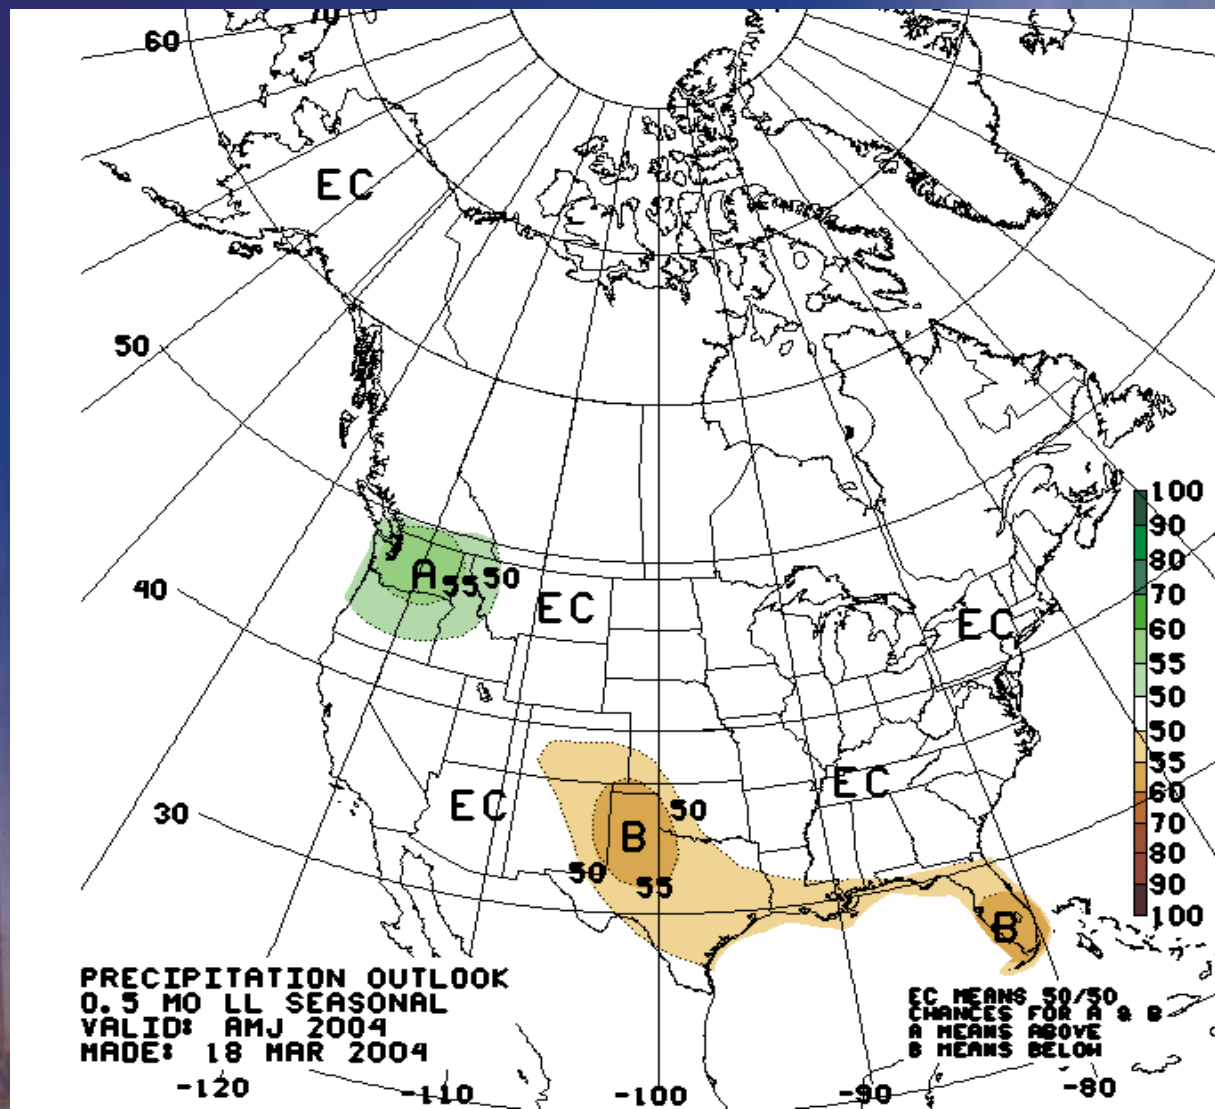 70
60
EC
50
100
90
80
70
60
55
50
50
55
60
70
80
90
100
A 55 50
40
EC
EC
EC
EC
50
30
B
50
55
B
PRECIPITATION OUTLOOK
0.5 MO LL SEASONAL
VALID: AMJ 2004
MADE: 18 MAR 2004
EC MEANS 50/50
CHANCES FOR A & B
A MEANS ABOVE
B MEANS BELOW
-120
-110
-100
-90
-80